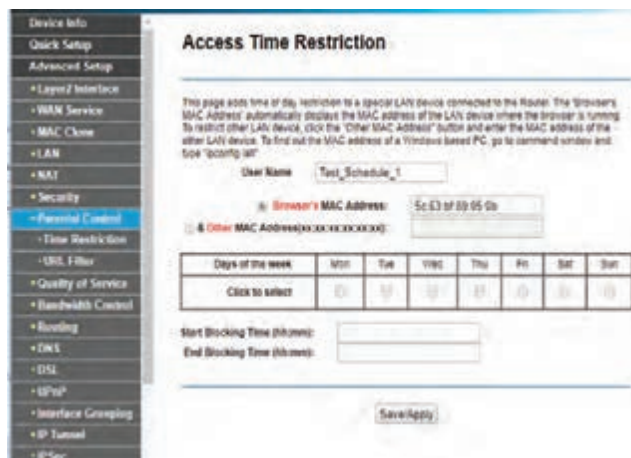 Device Info
Quick Setup
Advanced Setup
•Layer2 Interface
•WAN Service
•MAC Clone
•LAN
•NAT
•Security
•Parental Control
•Time Restriction
•URL Filter
•Quality of Service
•Bandwidth Control
•Routing
•DNS
•DSL
•UPnP
•Interface Grouping
•IP Tunnel
•IPSec
Access Time Restriction
This page adds time of day restriction to a special LAN device connected to the Router. The 'Browser's
MAC Address' automatically displays the MAC address of the LAN device where the browser is running.
To restrict other LAN device, click the "Other MAC Address" button and enter the MAC address of the
other LAN device. To find out the MAC address of a Windows based PC, go to command window and
type "ipconfig /all"
User Name Test_Schedule_1
Browser's MAC Address:
& Other MAC Address(xx:xx:xx:xx:xx:xx):
Days of the week Mon Tue Wed Thu Fri Sat Sun
Click to select
Start Blocking Time (hh:mm):
End Blocking Time (hh:mm):
Save/Apply